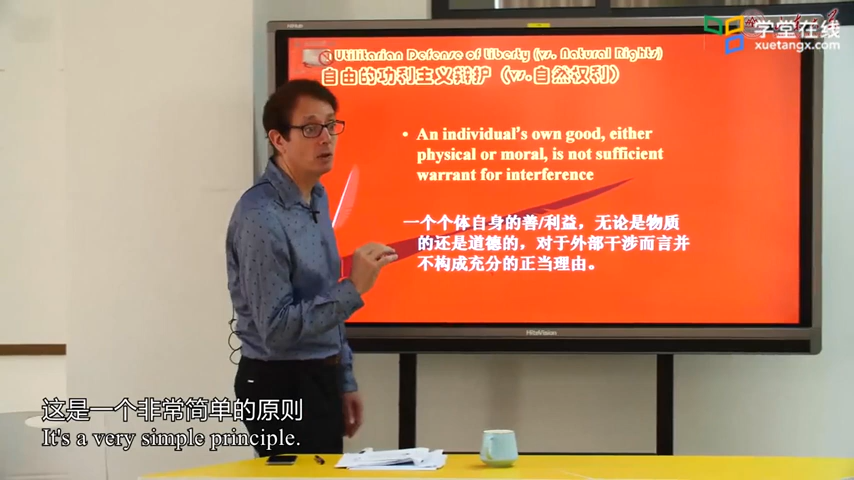 Utilitarian Defense of Liberty (vs. Natural Rights)
自由的功利主义辩护（vs.自然权利）
• An individual's own good, either
physical or moral, is not sufficient
warrant for interference
一个个体自身的善/利益，无论是物质
的还是道德的，对于外部干涉而言并
不构成充分的正当理由。
HiteVision
学堂在线
xuetangx.com
这是一个非常简单的原则
It's a very simple principle.